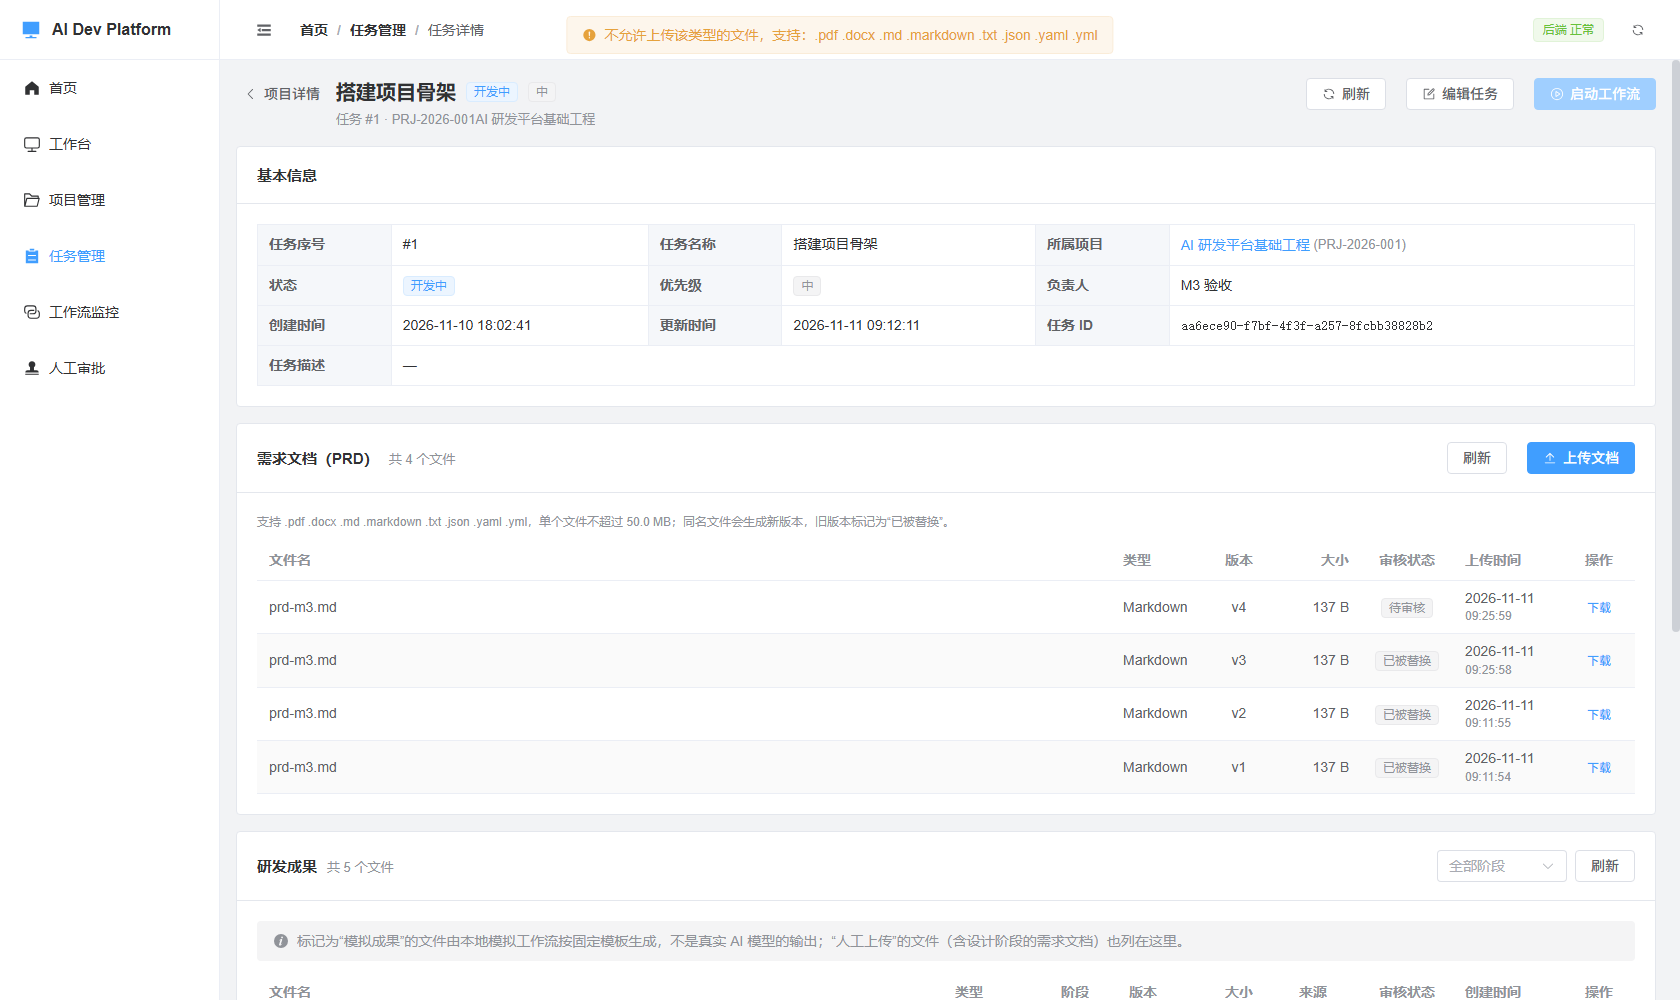 AI Dev Platform
首页 / 任务管理 / 任务详情
不允许上传该类型的文件，支持：.pdf .docx .md .markdown .txt .json .yaml .yml
后端 正常
首页
工作台
项目管理
任务管理
工作流监控
人工审批
项目详情 搭建项目骨架 开发中 中
任务 #1 · PRJ-2026-001AI 研发平台基础工程
刷新 编辑任务 启动工作流
基本信息
任务序号 #1 任务名称 搭建项目骨架 所属项目 AI 研发平台基础工程 (PRJ-2026-001)
状态 开发中 优先级 中 负责人 M3 验收
创建时间 2026-11-10 18:02:41 更新时间 2026-11-11 09:12:11 任务 ID aa6ece90-f7bf-4f3f-a257-8fcbb38828b2
任务描述 —
需求文档（PRD） 共 4 个文件 刷新 上传文档
支持 .pdf .docx .md .markdown .txt .json .yaml .yml，单个文件不超过 50.0 MB；同名文件会生成新版本，旧版本标记为“已被替换”。
文件名 类型 版本 大小 审核状态 上传时间 操作
prd-m3.md Markdown v4 137 B 待审核 2026-11-11 09:25:59 下载
prd-m3.md Markdown v3 137 B 已被替换 2026-11-11 09:25:58 下载
prd-m3.md Markdown v2 137 B 已被替换 2026-11-11 09:11:55 下载
prd-m3.md Markdown v1 137 B 已被替换 2026-11-11 09:11:54 下载
研发成果 共 5 个文件 全部阶段 刷新
标记为“模拟成果”的文件由本地模拟工作流按固定模板生成，不是真实 AI 模型的输出；“人工上传”的文件（含设计阶段的需求文档）也列在这里。
文件名 类型 阶段 版本 大小 来源 审核状态 创建时间 操作